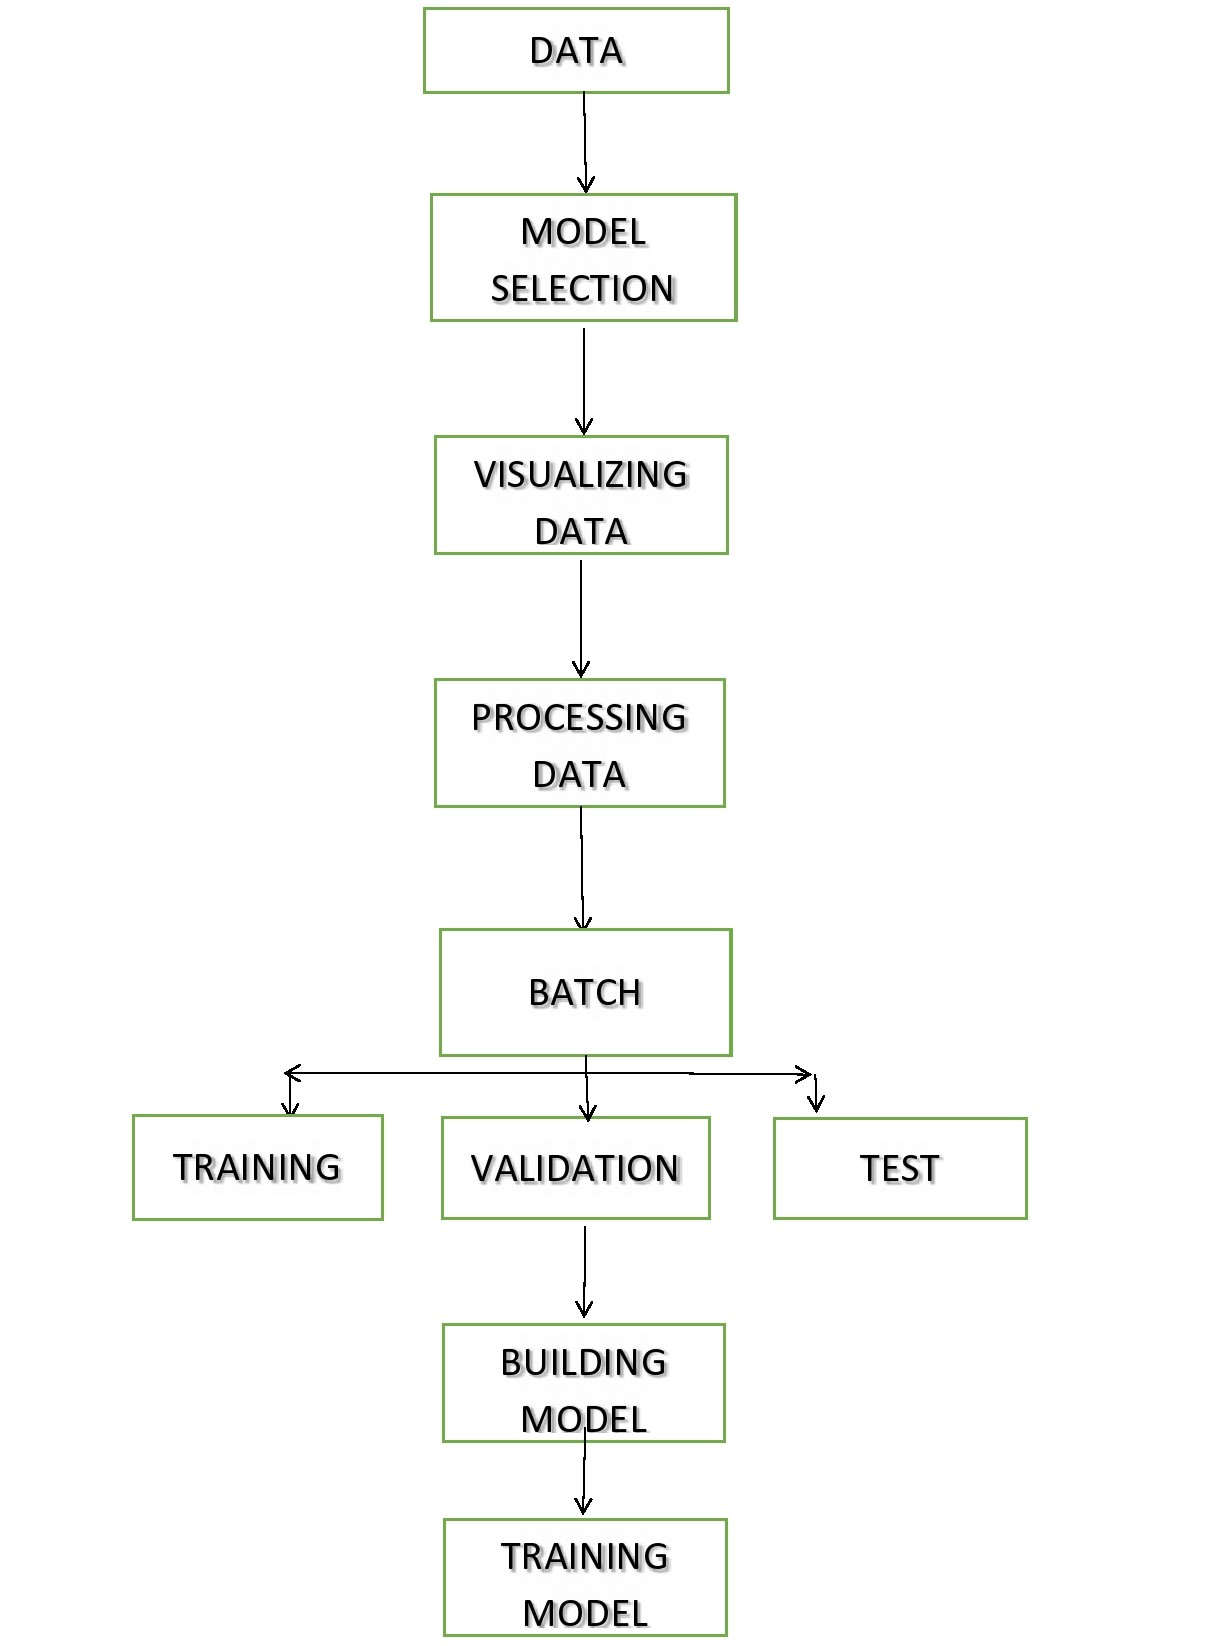 DATA
MODEL
SELECTION
VISUALIZING
DATA
PROCESSING
DATA
BATCH
TRAINING
VALIDATION
TEST
BUILDING
MODEL
TRAINING
MODEL